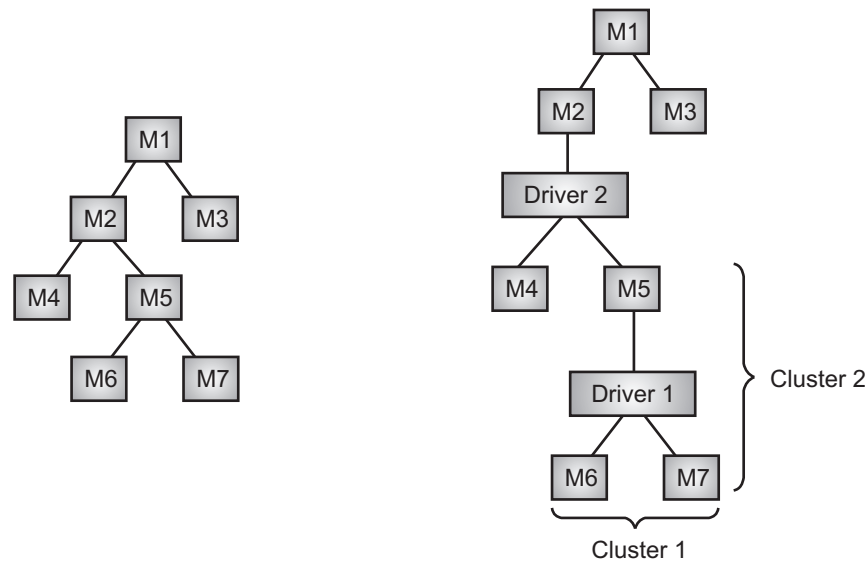 M1
M2 M3
M4 M5
M6 M7
M1
M2 M3
Driver 2
M4 M5
Driver 1
Cluster 2
M6 M7
Cluster 1